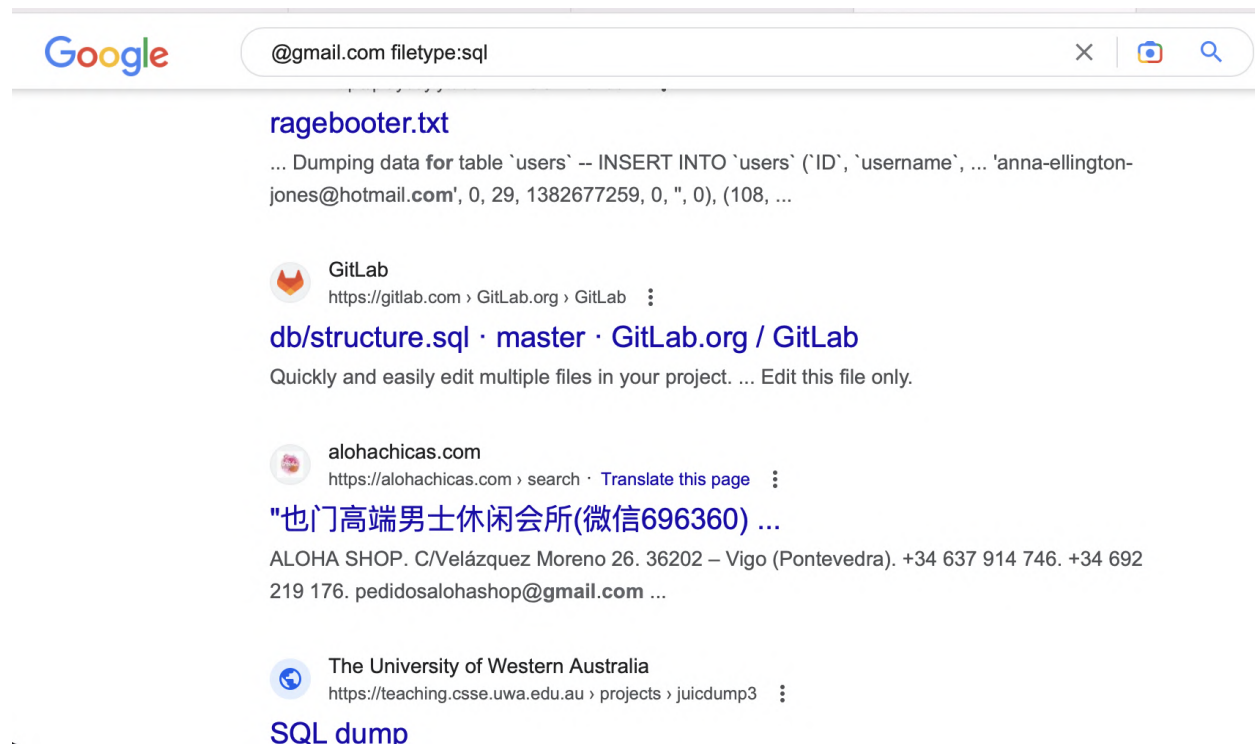 Google
@gmail.com filetype:sql
ragebooter.txt
... Dumping data for table `users` -- INSERT INTO `users` (`ID`, `username`, ... 'anna-ellington-
jones@hotmail.com', 0, 29, 1382677259, 0, '', 0), (108, ...
GitLab
https://gitlab.com › GitLab.org › GitLab
db/structure.sql · master · GitLab.org / GitLab
Quickly and easily edit multiple files in your project. ... Edit this file only.
alohachicas.com
https://alohachicas.com › search · Translate this page
"也门高端男士休闲会所(微信696360) ...
ALOHA SHOP. C/Velázquez Moreno 26. 36202 – Vigo (Pontevedra). +34 637 914 746. +34 692
219 176. pedidosalohashop@gmail.com ...
The University of Western Australia
https://teaching.csse.uwa.edu.au › projects › juicdump3
SQL dump